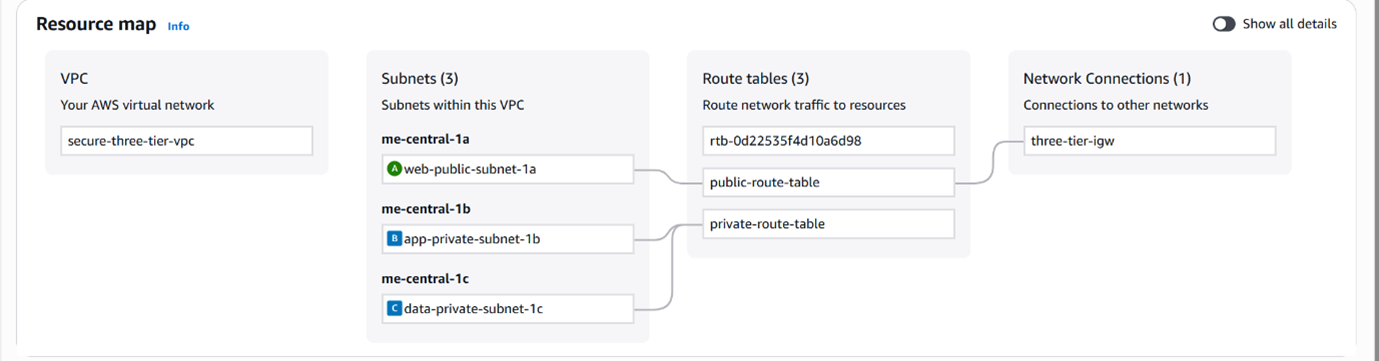 Resource map Info
Show all details
VPC
Your AWS virtual network
secure-three-tier-vpc
Subnets (3)
Subnets within this VPC
me-central-1a
A web-public-subnet-1a
me-central-1b
B app-private-subnet-1b
me-central-1c
C data-private-subnet-1c
Route tables (3)
Route network traffic to resources
rtb-0d22535f4d10a6d98
public-route-table
private-route-table
Network Connections (1)
Connections to other networks
three-tier-igw